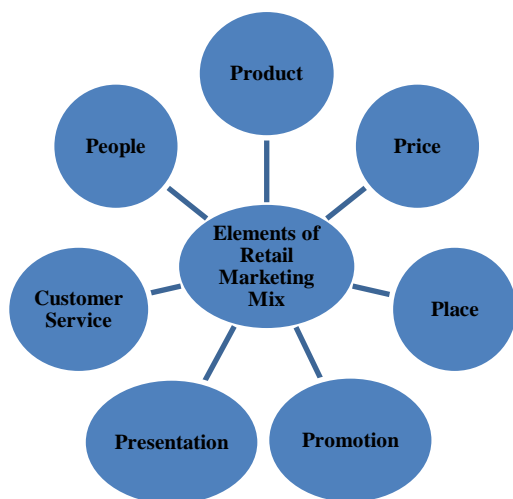 Product
People
Price
Elements of
Retail
Marketing
Mix
Customer
Service
Place
Presentation
Promotion